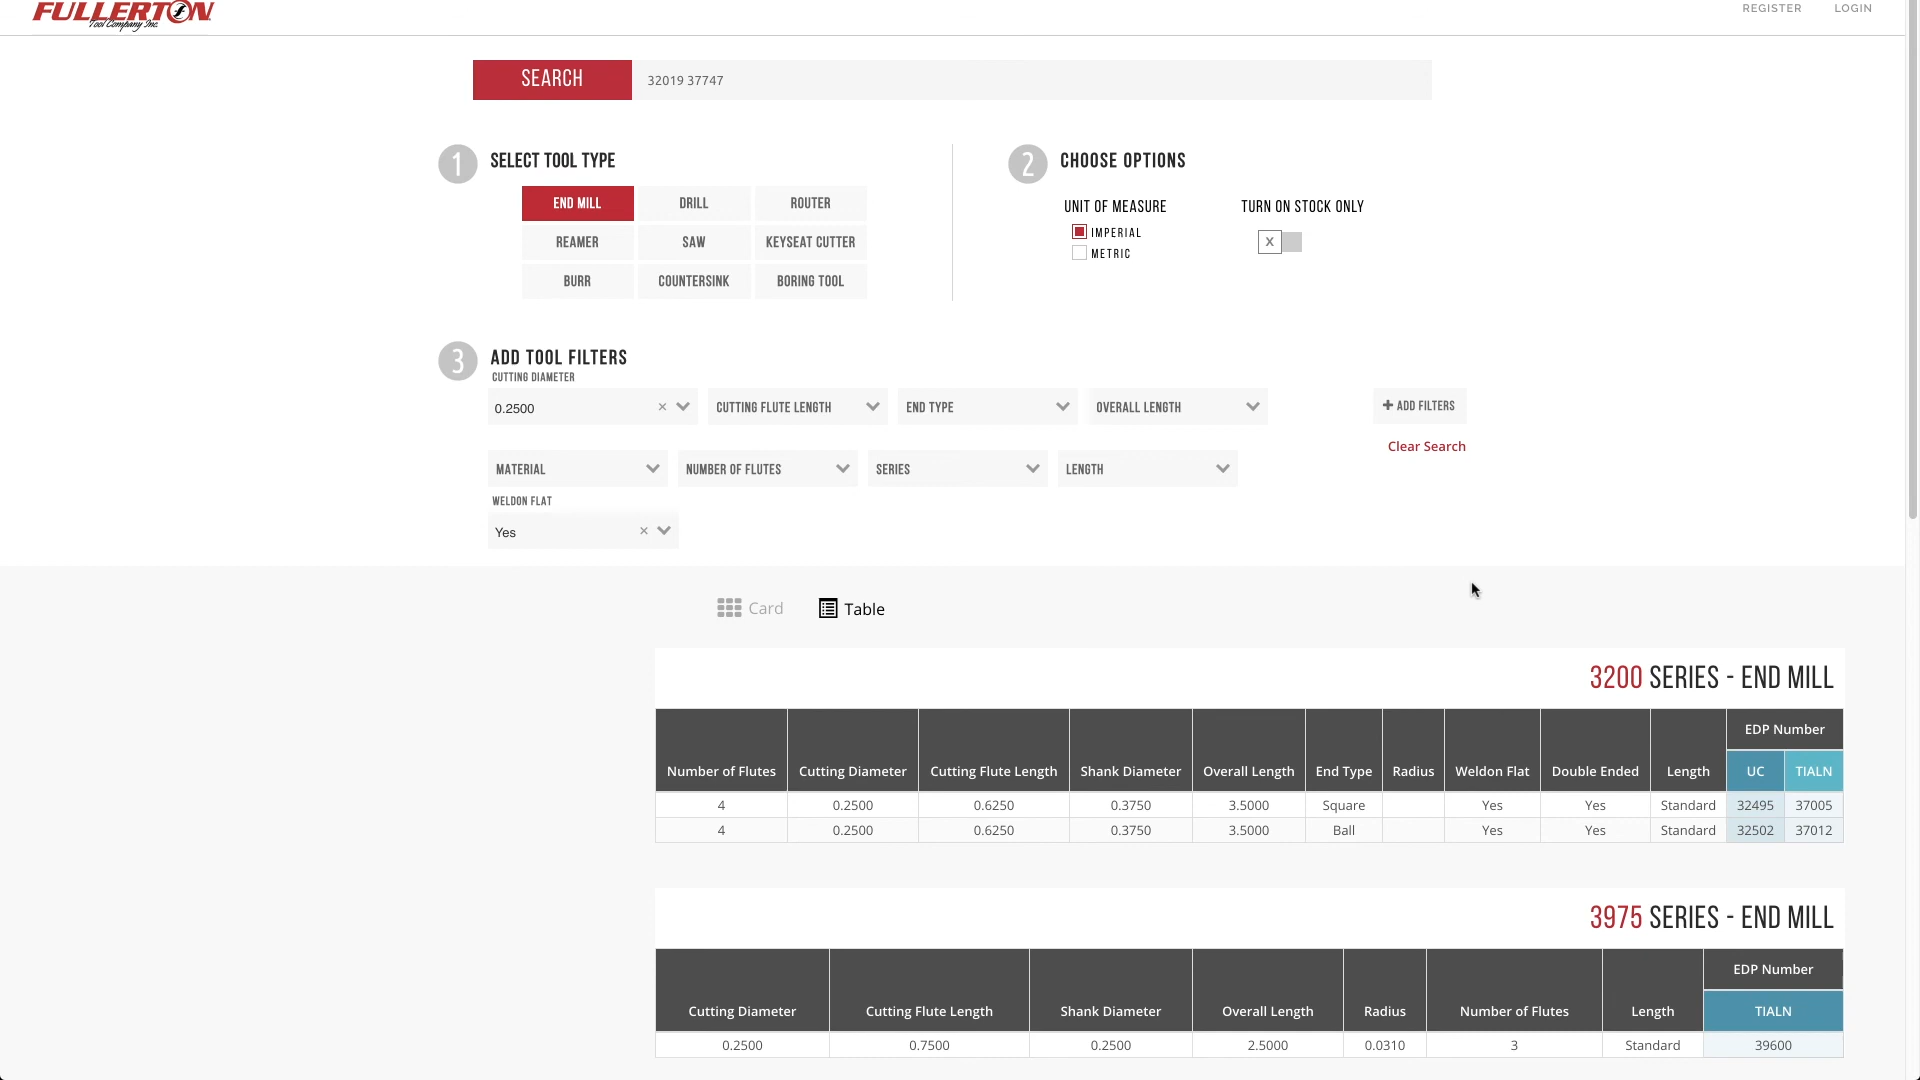 FULLERTON
Tool Company Inc.
REGISTER LOGIN
SEARCH 32019 37747
1 SELECT TOOL TYPE
END MILL DRILL ROUTER
REAMER SAW KEYSEAT CUTTER
BURR COUNTERSINK BORING TOOL
2 CHOOSE OPTIONS
UNIT OF MEASURE TURN ON STOCK ONLY
IMPERIAL X
METRIC
3 ADD TOOL FILTERS
CUTTING DIAMETER
0.2500 × CUTTING FLUTE LENGTH END TYPE OVERALL LENGTH + ADD FILTERS
Clear Search
MATERIAL NUMBER OF FLUTES SERIES LENGTH
WELDON FLAT
Yes ×
Card Table
3200 SERIES - END MILL
EDP Number
Number of Flutes Cutting Diameter Cutting Flute Length Shank Diameter Overall Length End Type Radius Weldon Flat Double Ended Length UC TIALN
4 0.2500 0.6250 0.3750 3.5000 Square Yes Yes Standard 32495 37005
4 0.2500 0.6250 0.3750 3.5000 Ball Yes Yes Standard 32502 37012
3975 SERIES - END MILL
EDP Number
Cutting Diameter Cutting Flute Length Shank Diameter Overall Length Radius Number of Flutes Length TIALN
0.2500 0.7500 0.2500 2.5000 0.0310 3 Standard 39600